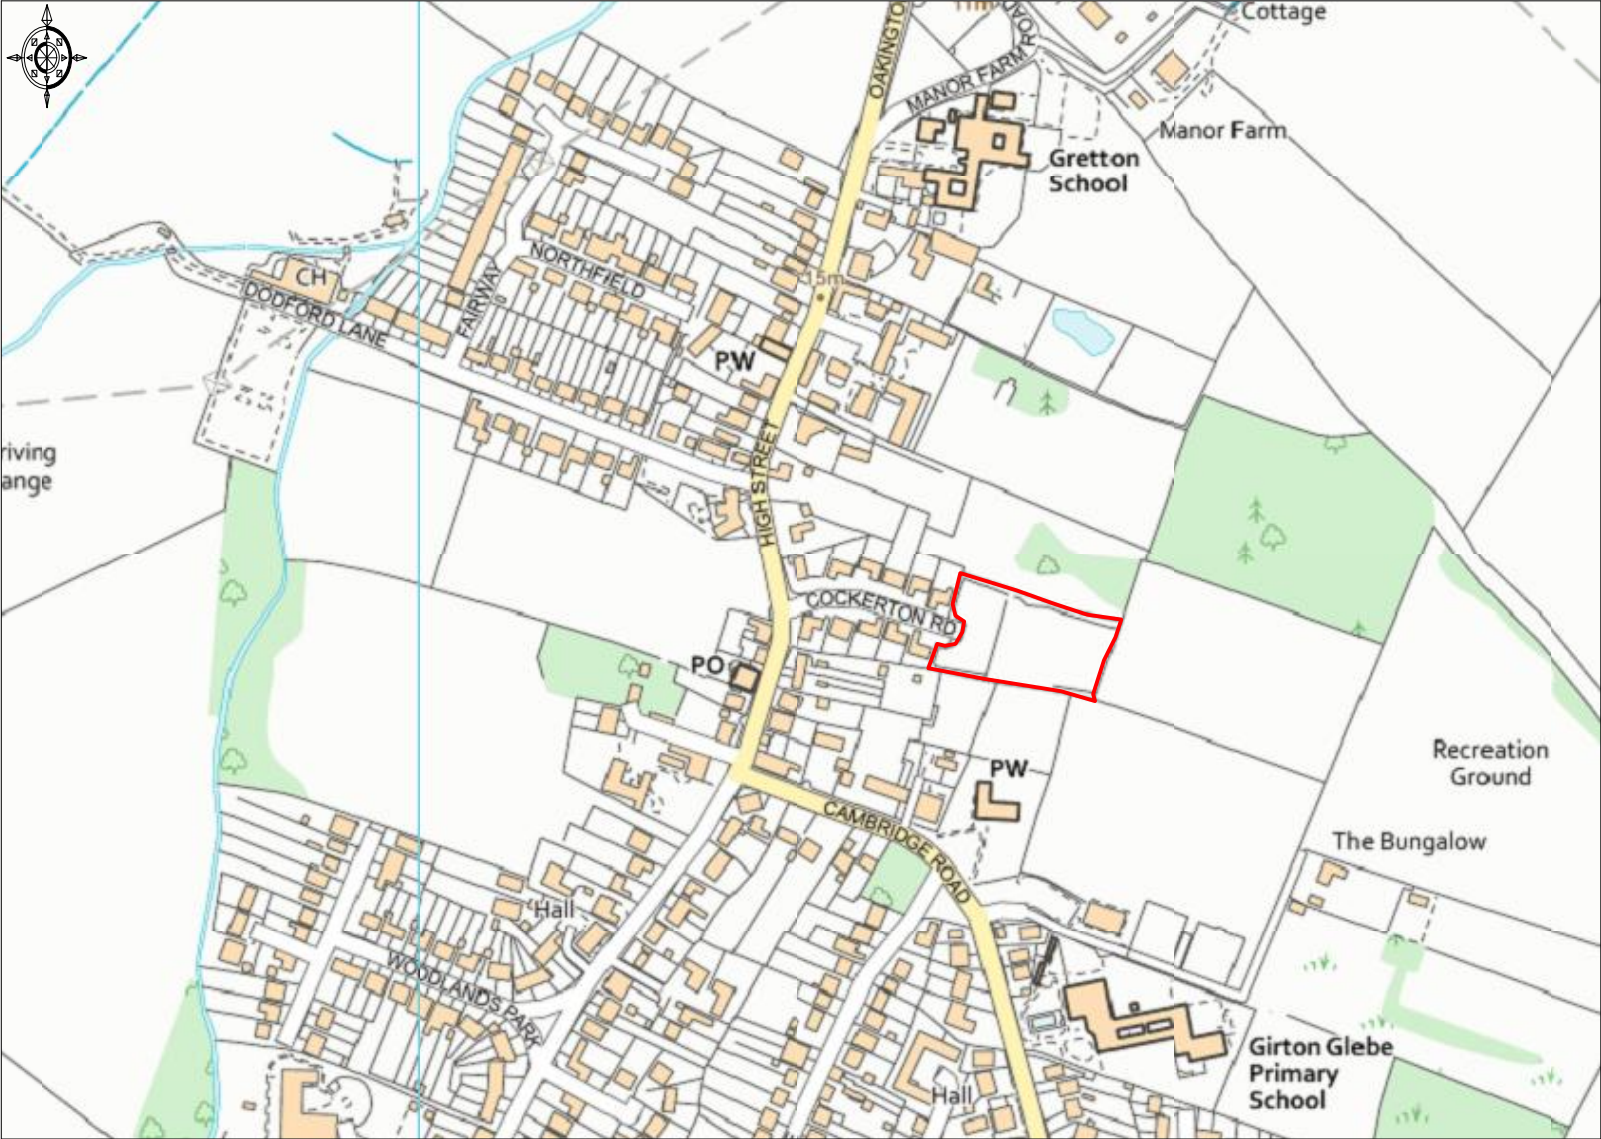 Cottage
OAKINGTO
MANOR FARM ROAD
Manor Farm
Gretton
School
CH
DODFORD LANE
FAIRWAY
NORTHFIELD
15m
PW
HIGH STREET
riving
ange
COCKERTON RD
PO
PW
Recreation
Ground
CAMBRIDGE ROAD
The Bungalow
Hall
WOODLANDS PARK
Girton Glebe
Primary
School
Hall